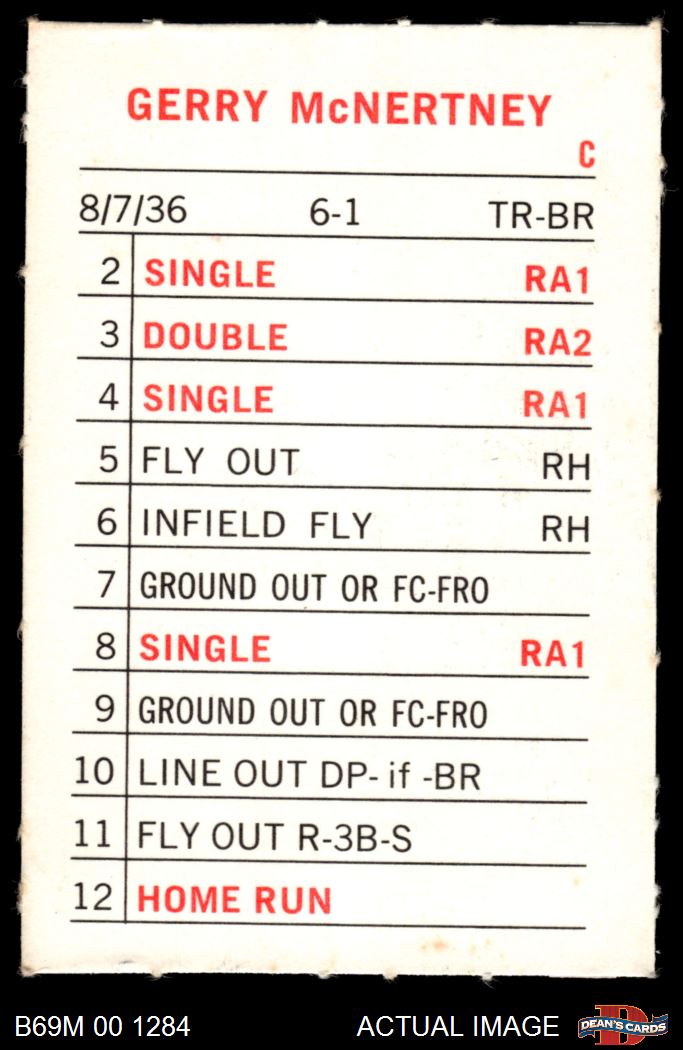 GERRY McNERTNEY
C
8/7/36 6-1 TR-BR
2 SINGLE RA1
3 DOUBLE RA2
4 SINGLE RA1
5 FLY OUT RH
6 INFIELD FLY RH
7 GROUND OUT OR FC-FRO
8 SINGLE RA1
9 GROUND OUT OR FC-FRO
10 LINE OUT DP- if -BR
11 FLY OUT R-3B-S
12 HOME RUN
B69M 00 1284 ACTUAL IMAGE D DEAN'S CARDS